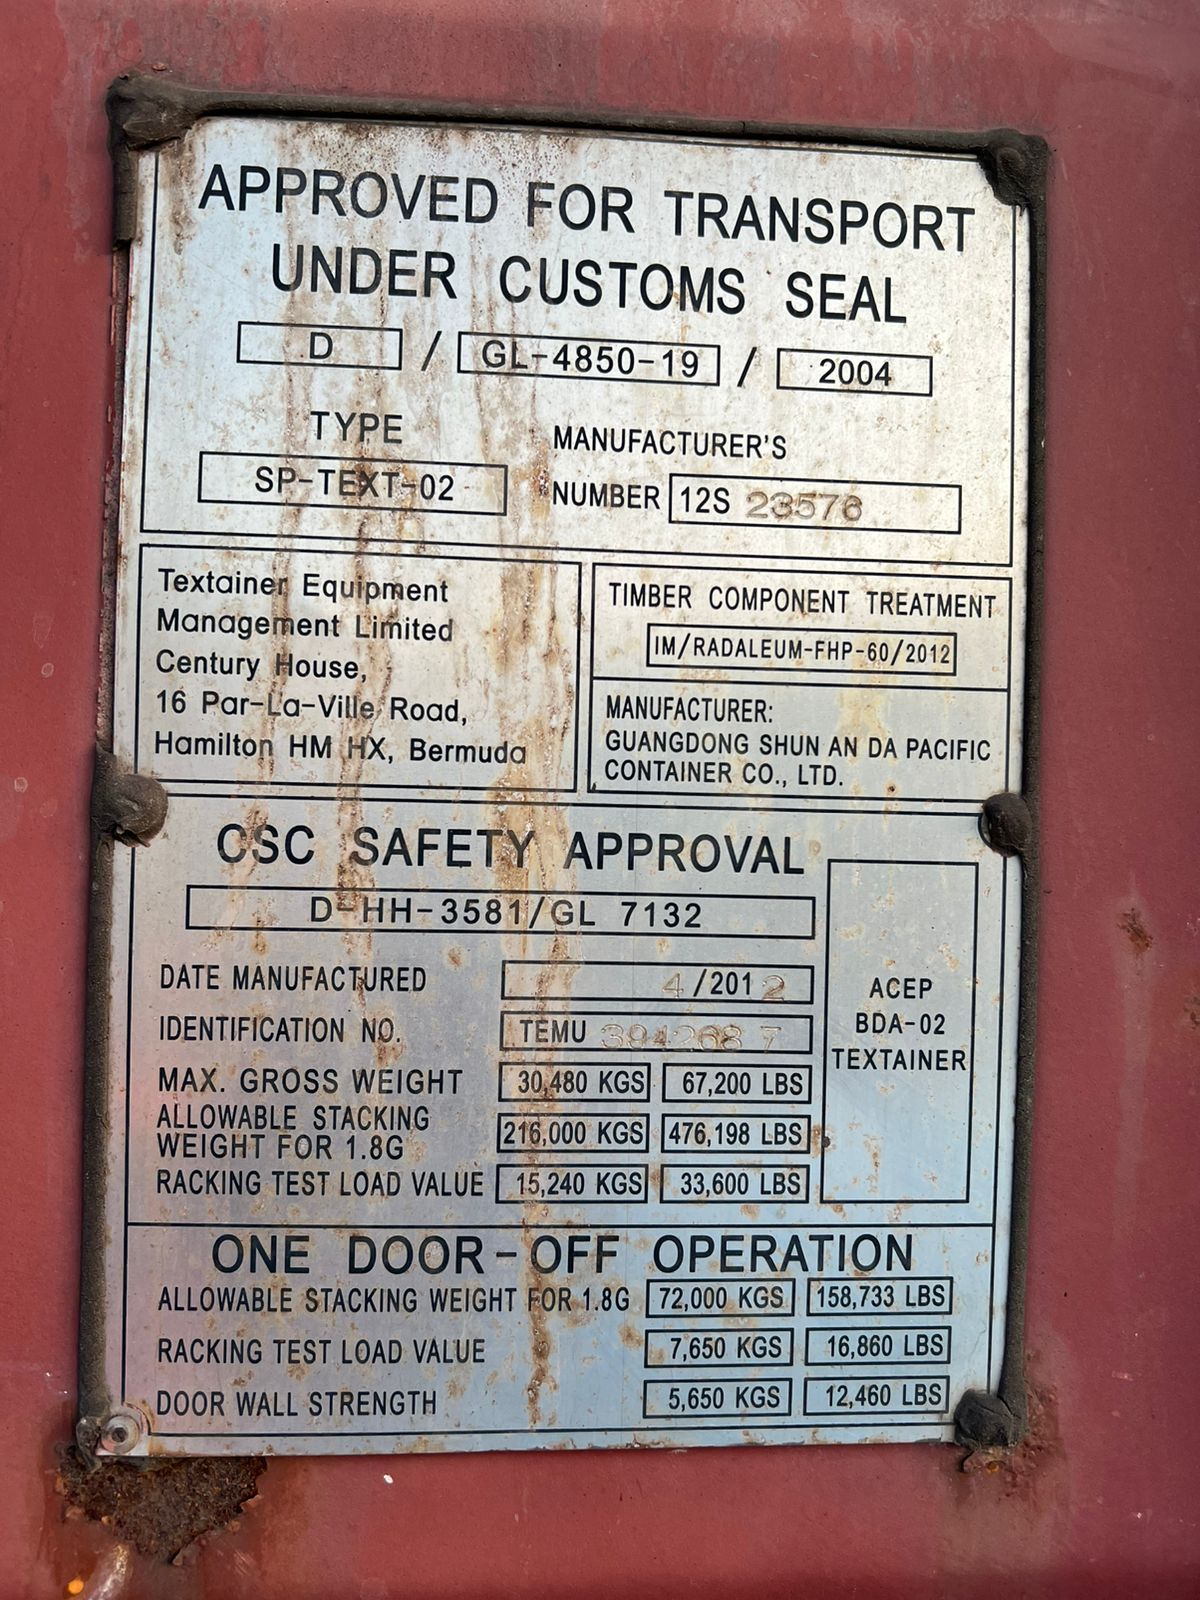 APPROVED FOR TRANSPORT
UNDER CUSTOMS SEAL
D / GL-4850-19 / 2004
TYPE
SP-TEXT-02
MANUFACTURER'S
NUMBER 12S 23576
Textainer Equipment
Management Limited
Century House,
16 Par-La-Ville Road,
Hamilton HM HX, Bermuda
TIMBER COMPONENT TREATMENT
IM/RADALEUM-FHP-60/2012
MANUFACTURER:
GUANGDONG SHUN AN DA PACIFIC
CONTAINER CO., LTD.
CSC SAFETY APPROVAL
D-HH-3581/GL 7132
DATE MANUFACTURED 4/2012
IDENTIFICATION NO. TEMU 394268 7
MAX. GROSS WEIGHT 30,480 KGS 67,200 LBS
ALLOWABLE STACKING
WEIGHT FOR 1.8G 216,000 KGS 476,198 LBS
RACKING TEST LOAD VALUE 15,240 KGS 33,600 LBS
ACEP
BDA-02
TEXTAINER
ONE DOOR-OFF OPERATION
ALLOWABLE STACKING WEIGHT FOR 1.8G 72,000 KGS 158,733 LBS
RACKING TEST LOAD VALUE 7,650 KGS 16,860 LBS
DOOR WALL STRENGTH 5,650 KGS 12,460 LBS